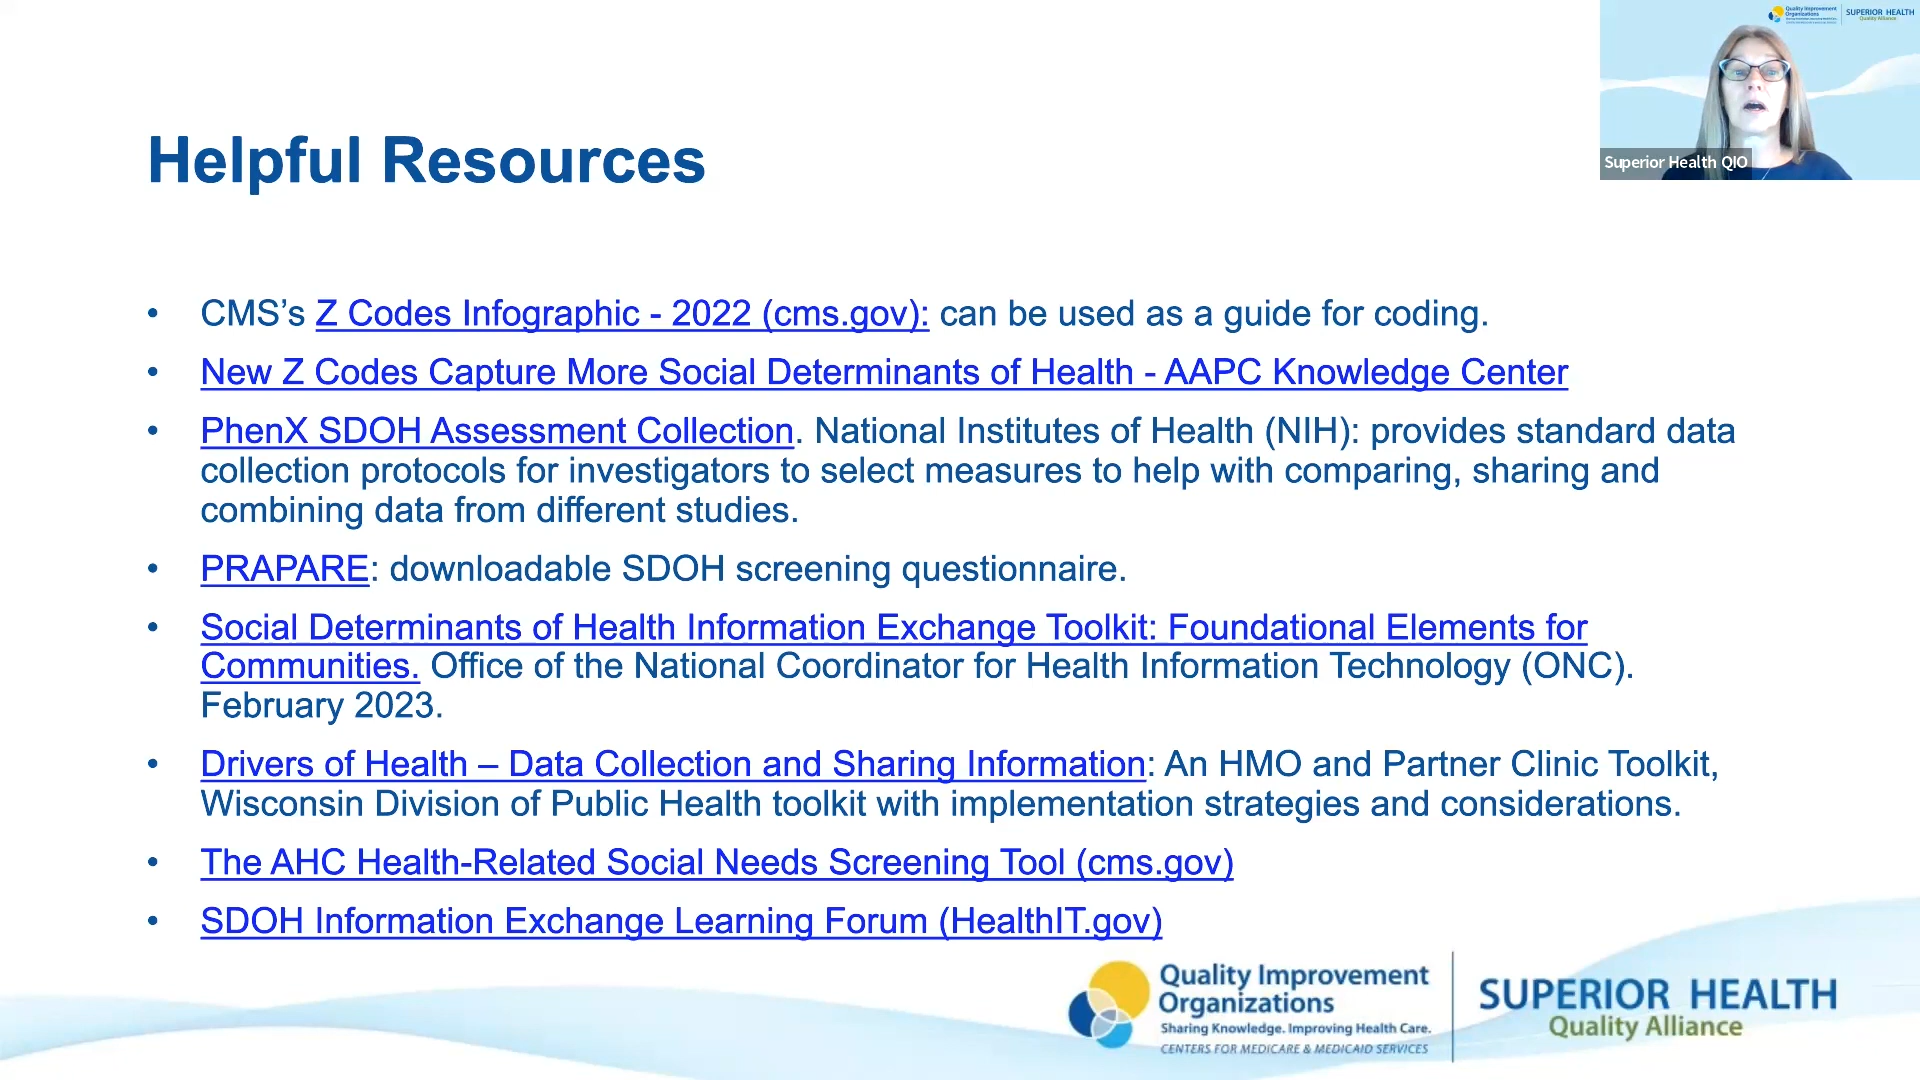 Quality Improvement
Organizations
SUPERIOR HEALTH
Quality Alliance
Superior Health QIO
Helpful Resources
• CMS’s Z Codes Infographic - 2022 (cms.gov): can be used as a guide for coding.
• New Z Codes Capture More Social Determinants of Health - AAPC Knowledge Center
• PhenX SDOH Assessment Collection. National Institutes of Health (NIH): provides standard data
collection protocols for investigators to select measures to help with comparing, sharing and
combining data from different studies.
• PRAPARE: downloadable SDOH screening questionnaire.
• Social Determinants of Health Information Exchange Toolkit: Foundational Elements for
Communities. Office of the National Coordinator for Health Information Technology (ONC).
February 2023.
• Drivers of Health – Data Collection and Sharing Information: An HMO and Partner Clinic Toolkit,
Wisconsin Division of Public Health toolkit with implementation strategies and considerations.
• The AHC Health-Related Social Needs Screening Tool (cms.gov)
• SDOH Information Exchange Learning Forum (HealthIT.gov)
Quality Improvement
Organizations
Sharing Knowledge. Improving Health Care.
CENTERS FOR MEDICARE & MEDICAID SERVICES
SUPERIOR HEALTH
Quality Alliance